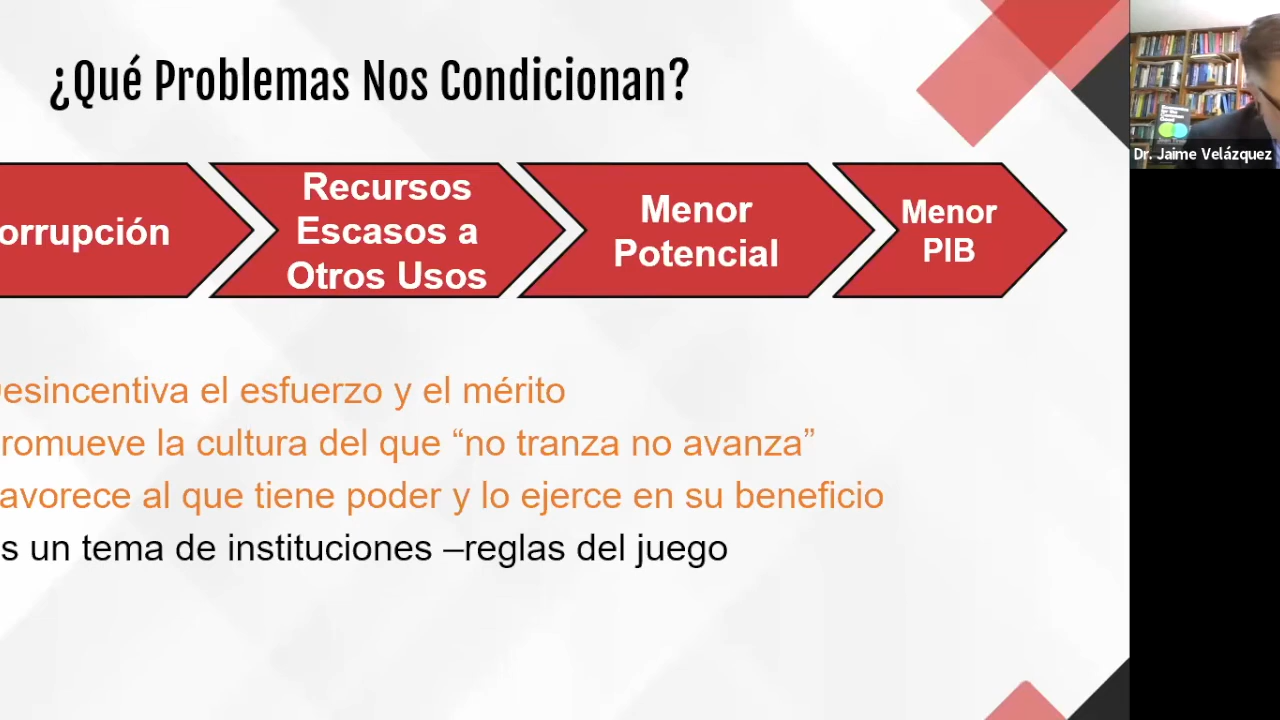 ¿Qué Problemas Nos Condicionan?
orrupción
Recursos
Escasos a
Otros Usos
Menor
Potencial
Menor
PIB
esincentiva el esfuerzo y el mérito
romueve la cultura del que “no tranza no avanza”
avorece al que tiene poder y lo ejerce en su beneficio
s un tema de instituciones –reglas del juego
Dr. Jaime Velázquez